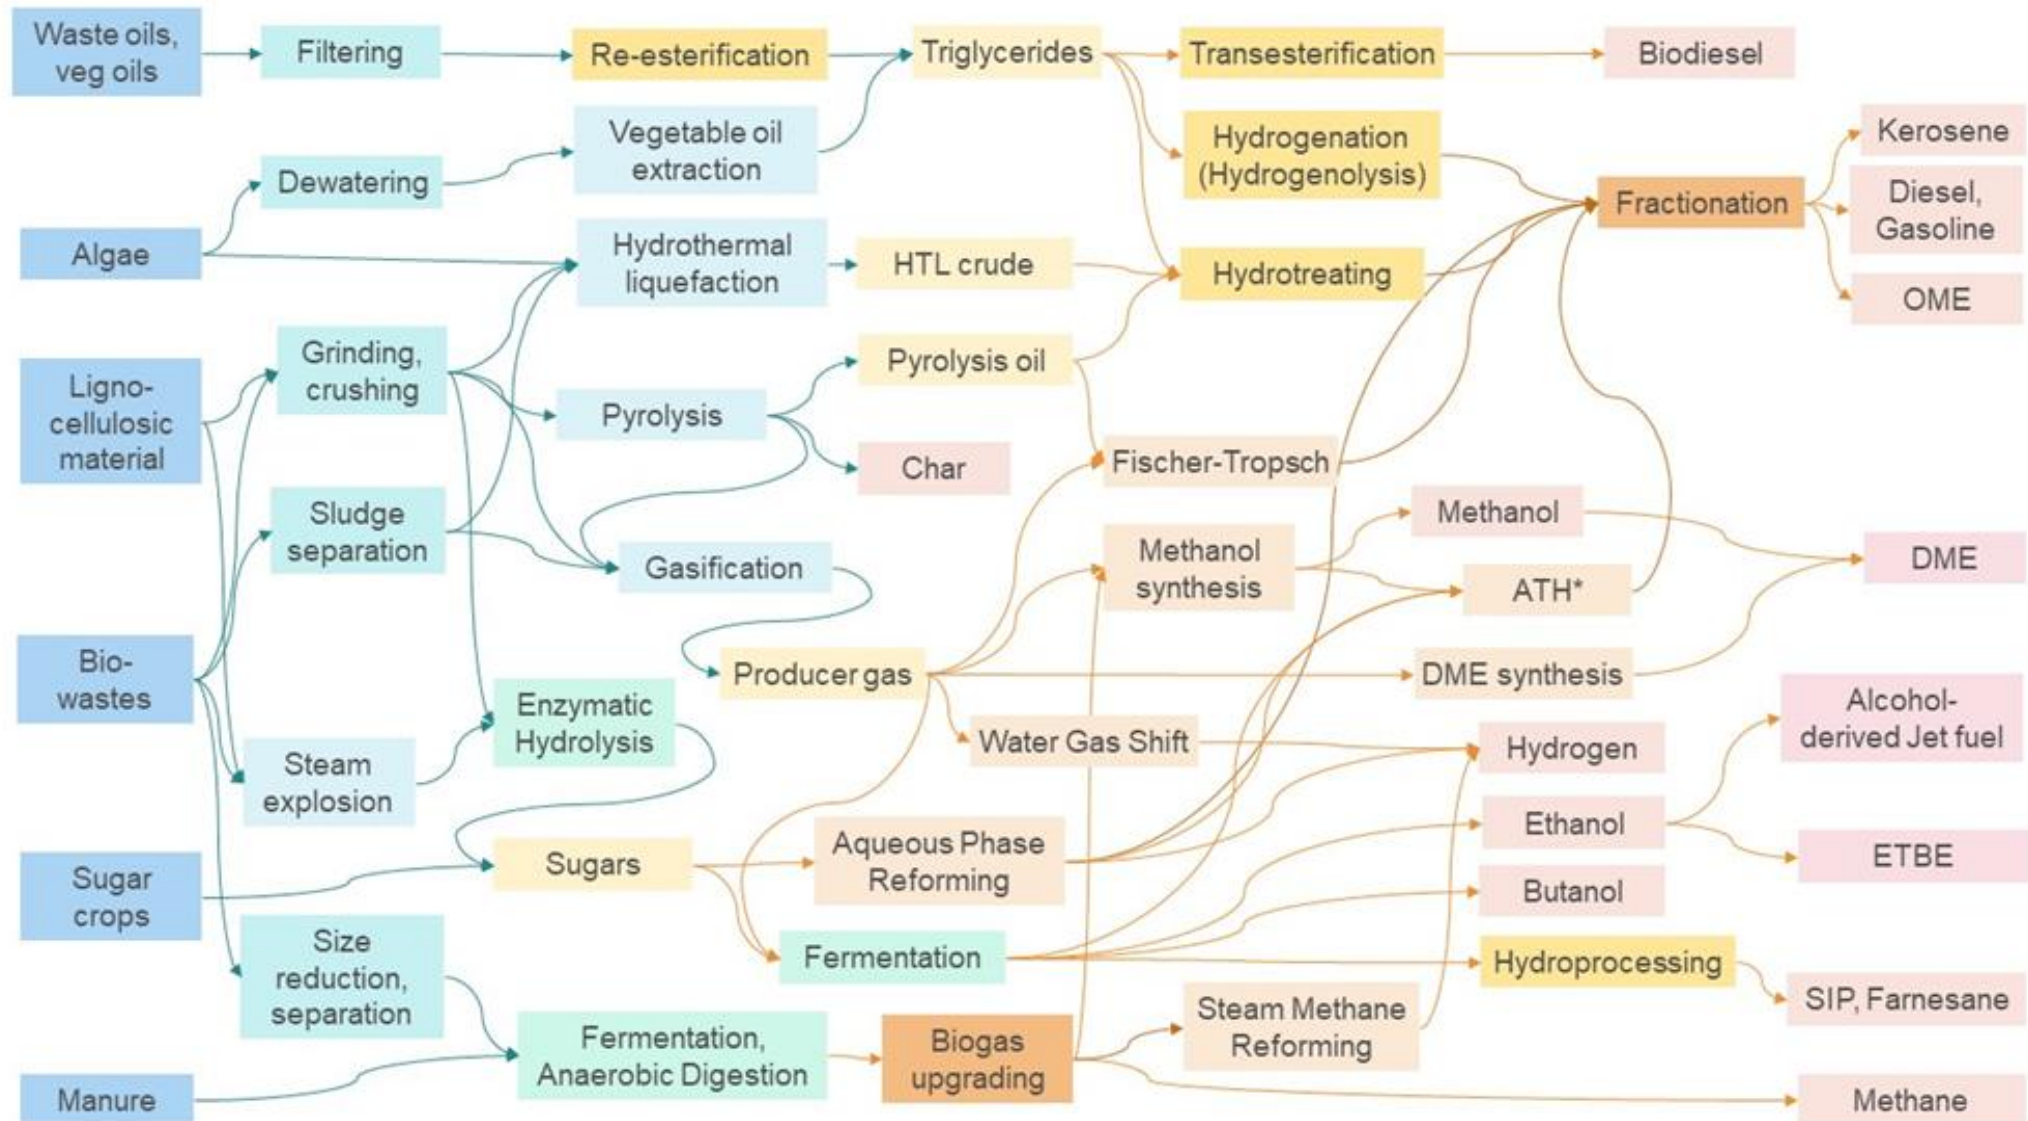 Waste oils,
veg oils
Filtering
Re-esterification
Triglycerides
Transesterification
Biodiesel
Vegetable oil
extraction
Hydrogenation
(Hydrogenolysis)
Kerosene
Dewatering
Fractionation
Diesel,
Gasoline
Algae
Hydrothermal
liquefaction
HTL crude
Hydrotreating
OME
Ligno-
cellulosic
material
Grinding,
crushing
Pyrolysis
Pyrolysis oil
Char
Fischer-Tropsch
Sludge
separation
Gasification
Methanol
synthesis
Methanol
ATH*
DME
Bio-
wastes
Producer gas
DME synthesis
Enzymatic
Hydrolysis
Water Gas Shift
Hydrogen
Alcohol-
derived Jet fuel
Steam
explosion
Sugar
crops
Sugars
Aqueous Phase
Reforming
Ethanol
ETBE
Butanol
Size
reduction,
separation
Fermentation
Hydroprocessing
SIP, Farnesane
Manure
Fermentation,
Anaerobic Digestion
Biogas
upgrading
Steam Methane
Reforming
Methane